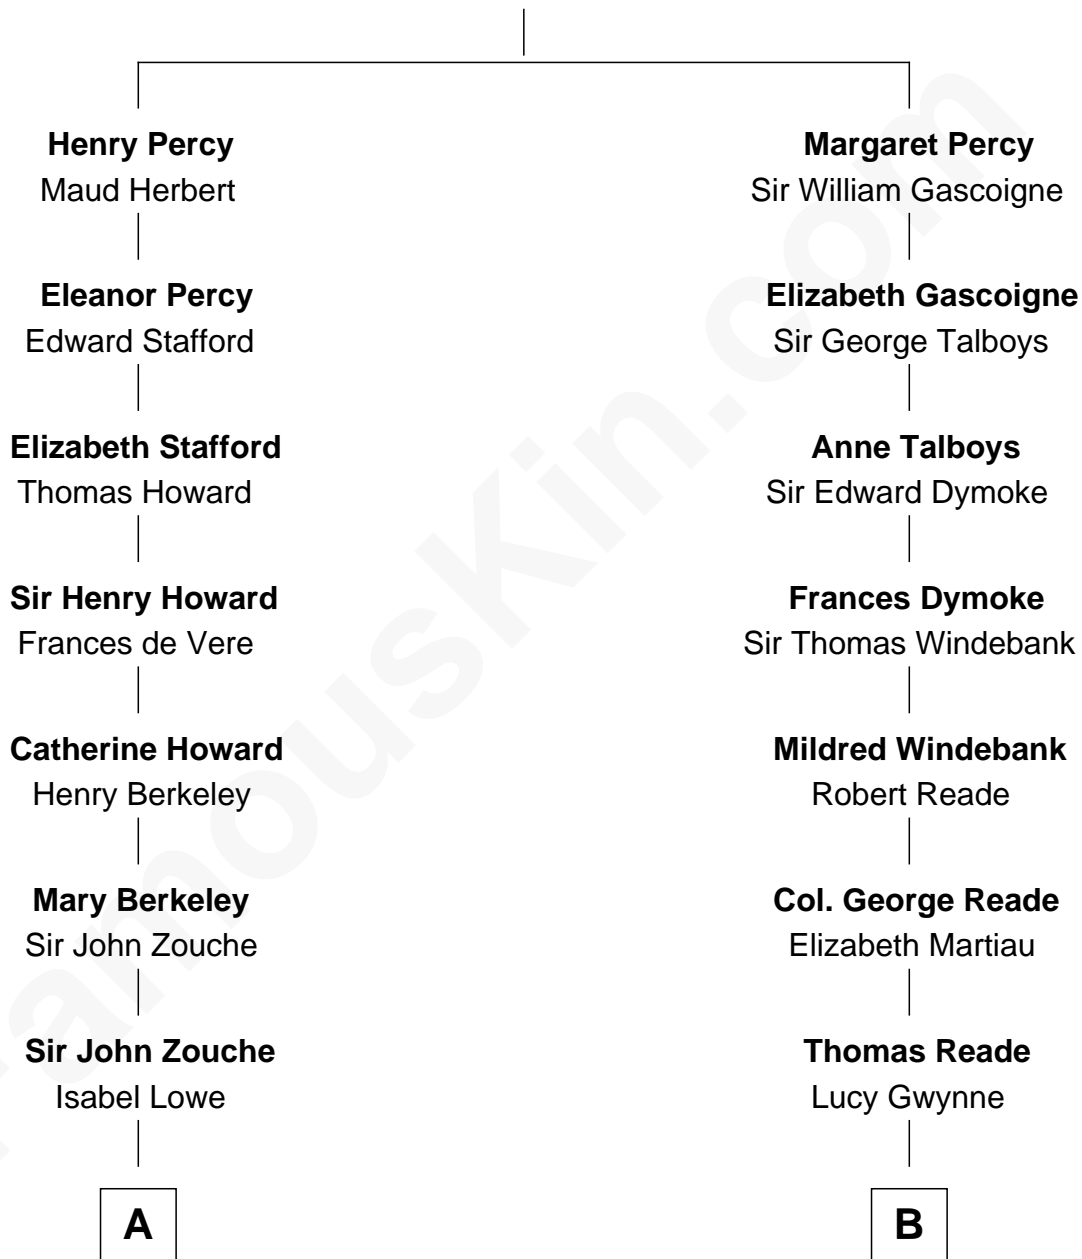 Henry Percy
Maud Herbert
Margaret Percy
Sir William Gascoigne
Eleanor Percy
Edward Stafford
Elizabeth Gascoigne
Sir George Talboys
Elizabeth Stafford
Thomas Howard
Anne Talboys
Sir Edward Dymoke
Sir Henry Howard
Frances de Vere
Frances Dymoke
Sir Thomas Windebank
Catherine Howard
Henry Berkeley
Mildred Windebank
Robert Reade
Mary Berkeley
Sir John Zouche
Col. George Reade
Elizabeth Martiau
Sir John Zouche
Isabel Lowe
Thomas Reade
Lucy Gwynne
A
B
FamousKin.com